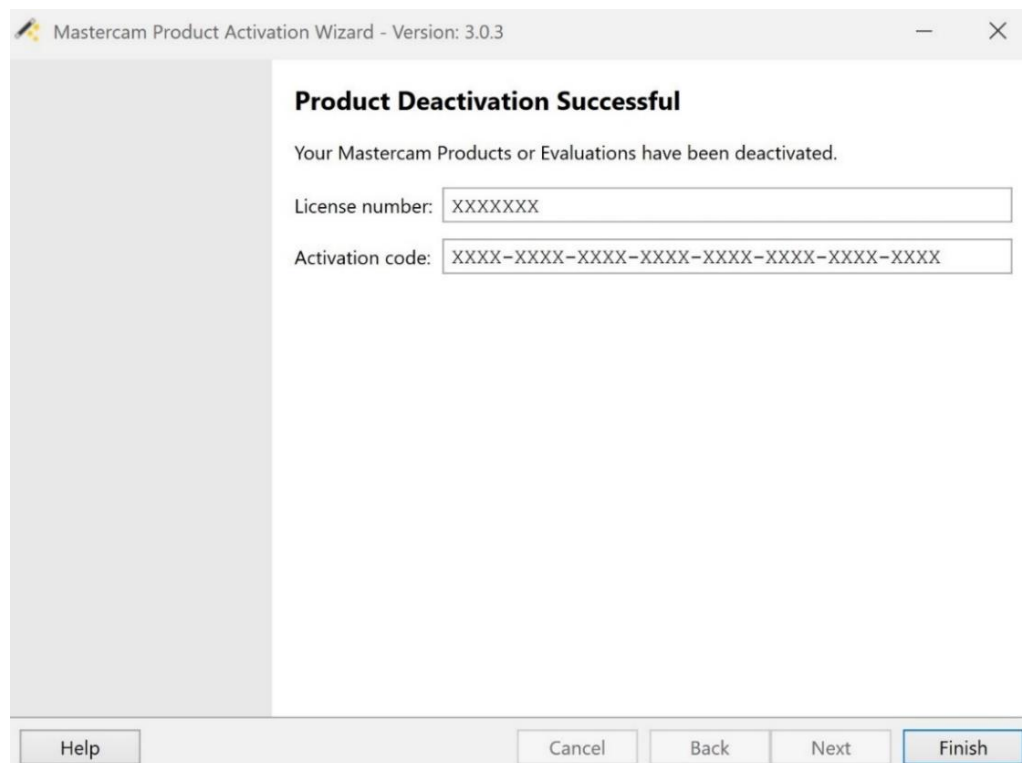 Mastercam Product Activation Wizard - Version: 3.0.3
Product Deactivation Successful
Your Mastercam Products or Evaluations have been deactivated.
License number: XXXXXXX
Activation code: XXXX-XXXX-XXXX-XXXX-XXXX-XXXX-XXXX-XXXX
Help Cancel Back Next Finish